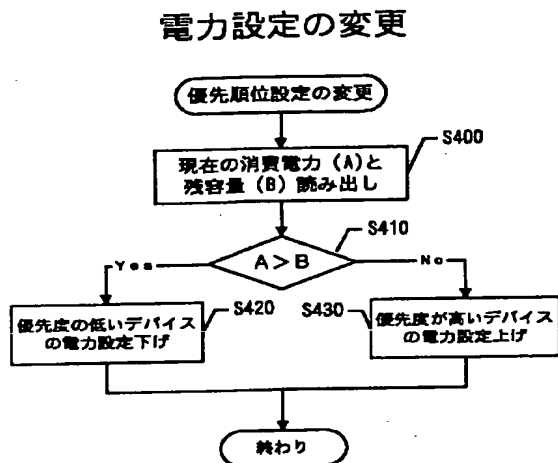 電力設定の変更
優先順位設定の変更
S400
現在の消費電力 (A) と
残容量 (B) 読み出し
S410
A>B
Yes
No
S420
優先度の低いデバイス
の電力設定下げ
S430
優先度が高いデバイス
の電力設定上げ
終わり